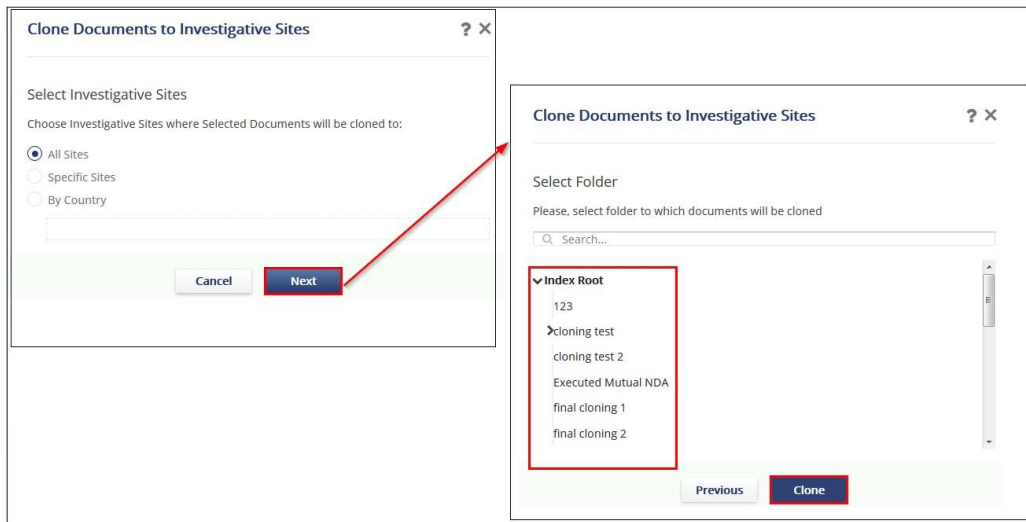 Clone Documents to Investigative Sites
? ×
Select Investigative Sites
Choose Investigative Sites where Selected Documents will be cloned to:
All Sites
Specific Sites
By Country
Cancel
Next
Clone Documents to Investigative Sites
? ×
Select Folder
Please, select folder to which documents will be cloned
Search...
Index Root
123
cloning test
cloning test 2
Executed Mutual NDA
final cloning 1
final cloning 2
Previous
Clone